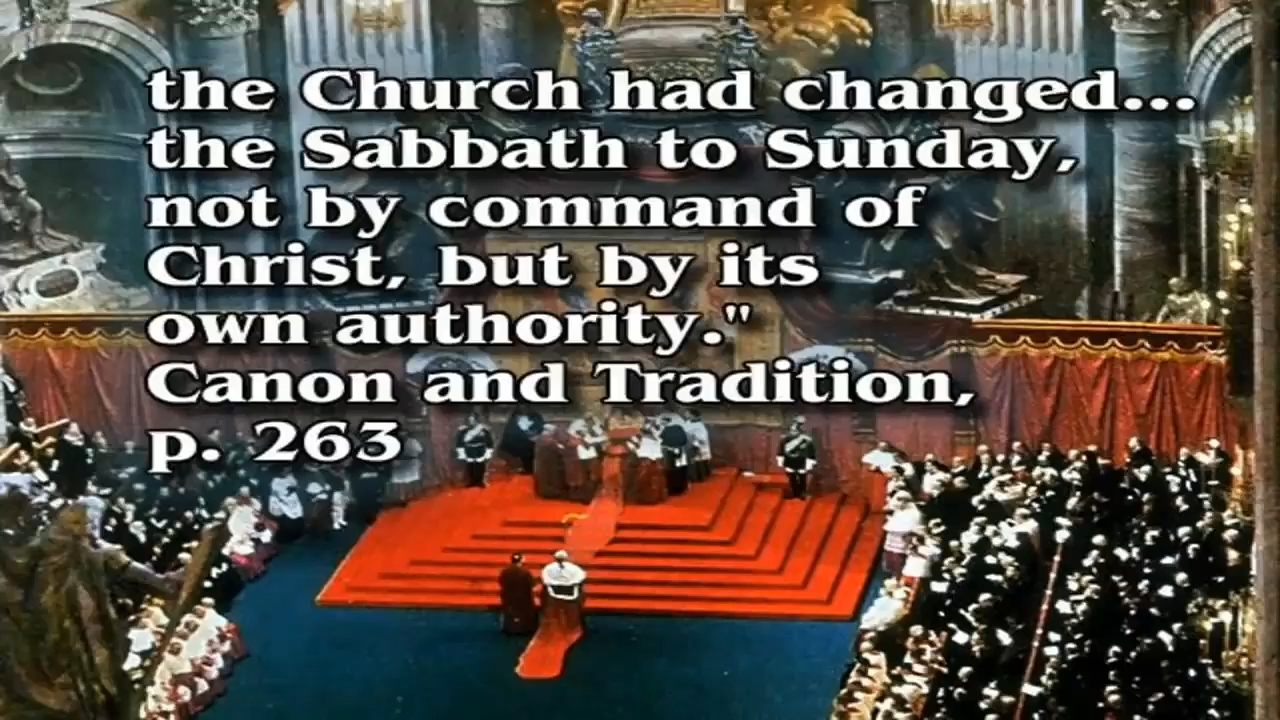 the Church had changed...
the Sabbath to Sunday,
not by command of
Christ, but by its
own authority."
Canon and Tradition,
p. 263